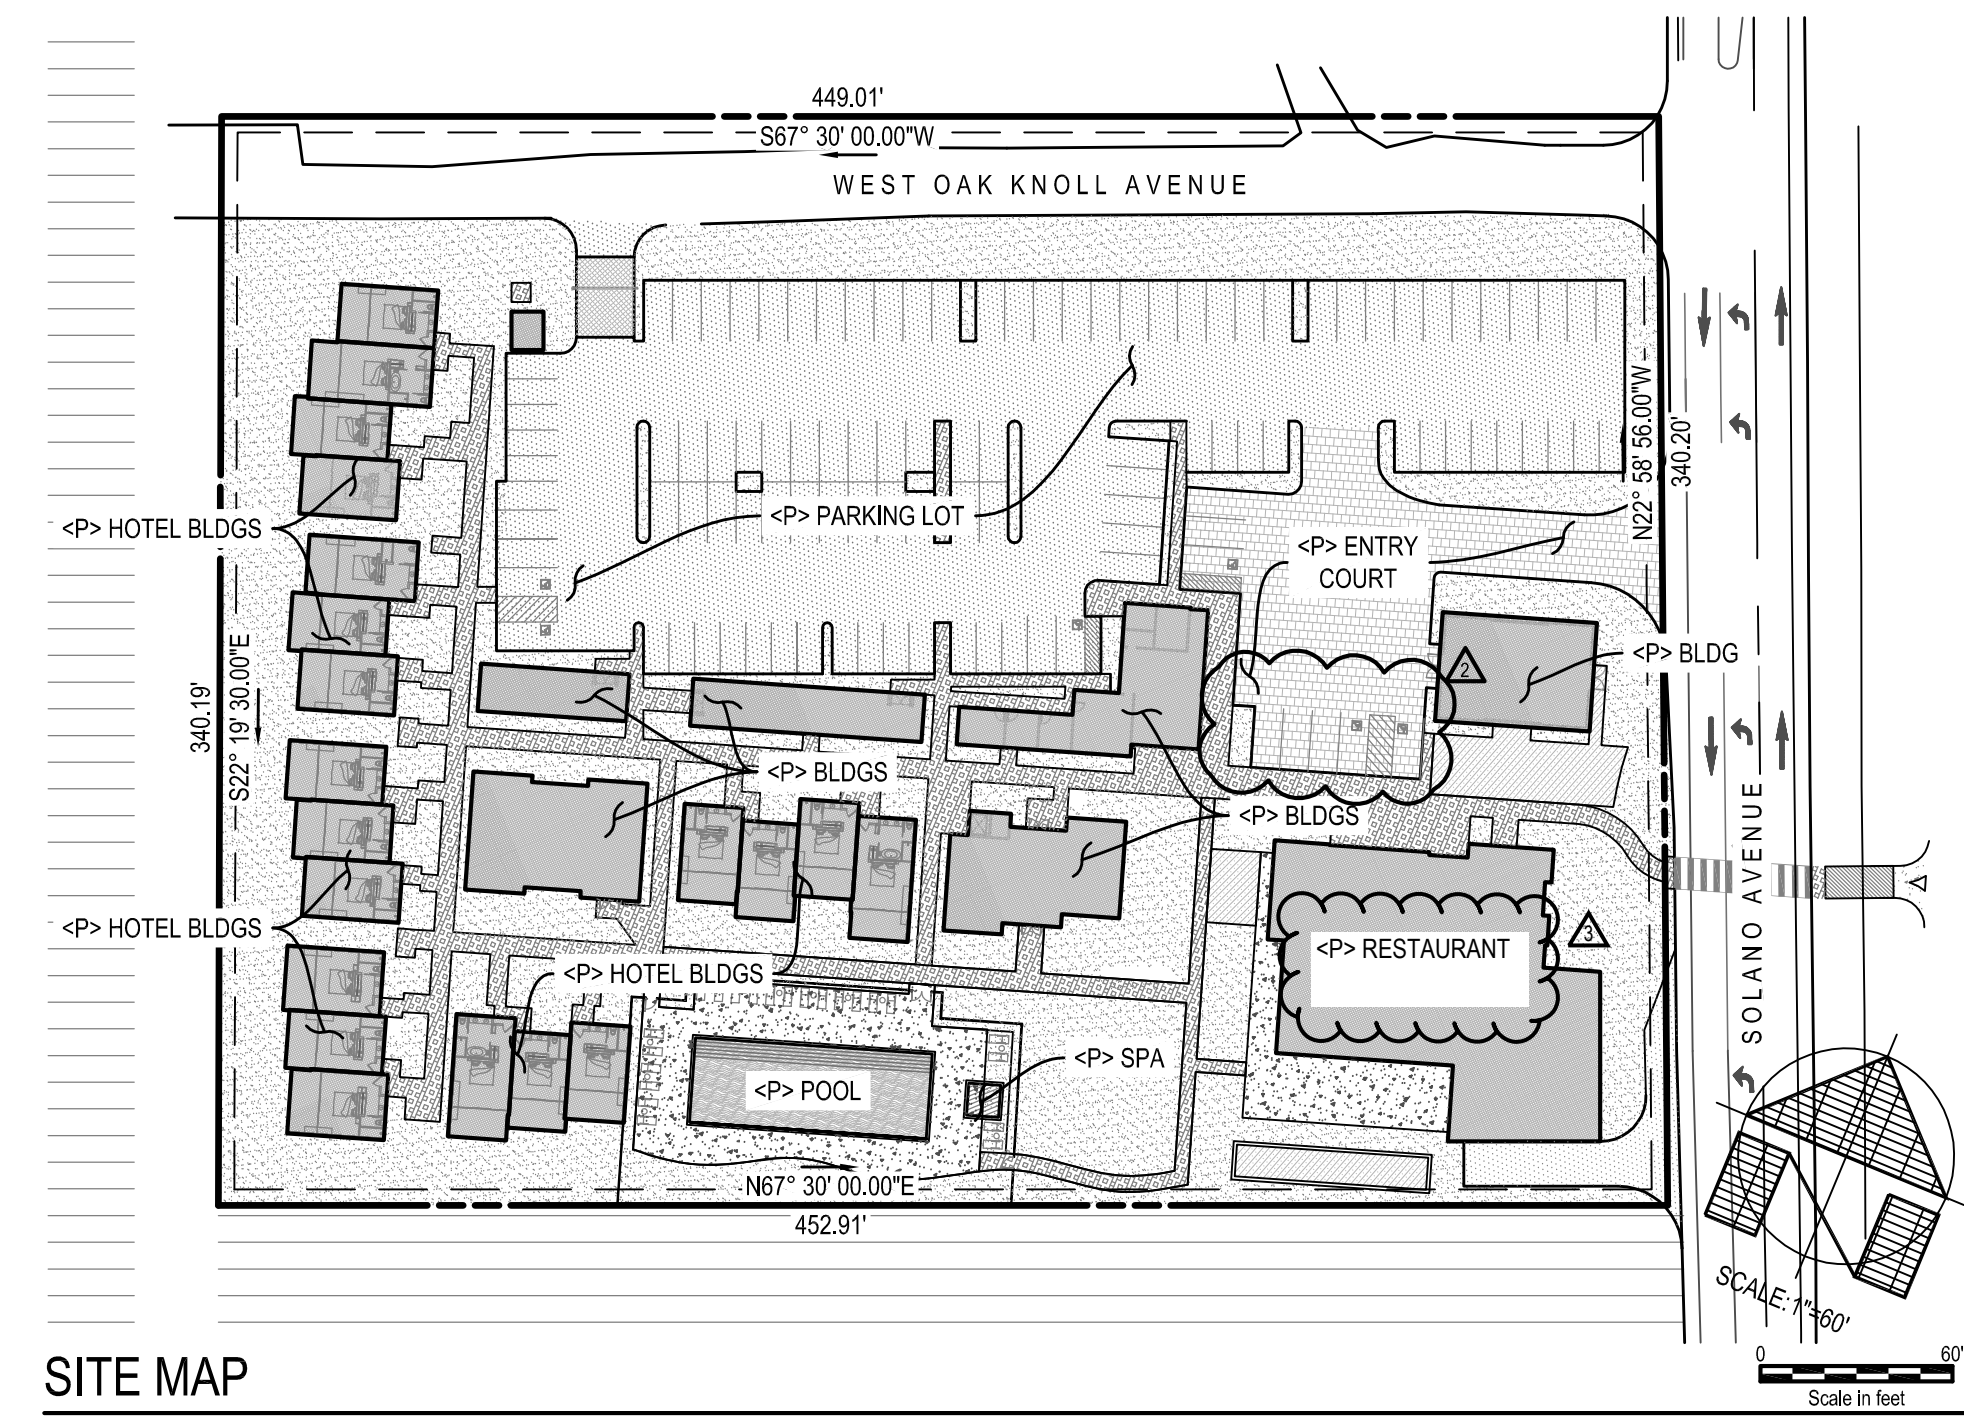 449.01'
S67° 30' 00.00"W
WEST OAK KNOLL AVENUE
N22° 58' 56.00"W
340.20'
<P> HOTEL BLDGS
<P> PARKING LOT
<P> ENTRY
COURT
<P> BLDG
2
340.19'
S22° 19' 30.00"E
<P> BLDGS
<P> BLDGS
SOLANO AVENUE
<P> HOTEL BLDGS
<P> RESTAURANT
3
<P> HOTEL BLDGS
<P> SPA
<P> POOL
N67° 30' 00.00"E
452.91'
SCALE: 1"=60'
SITE MAP
0 60'
Scale in feet